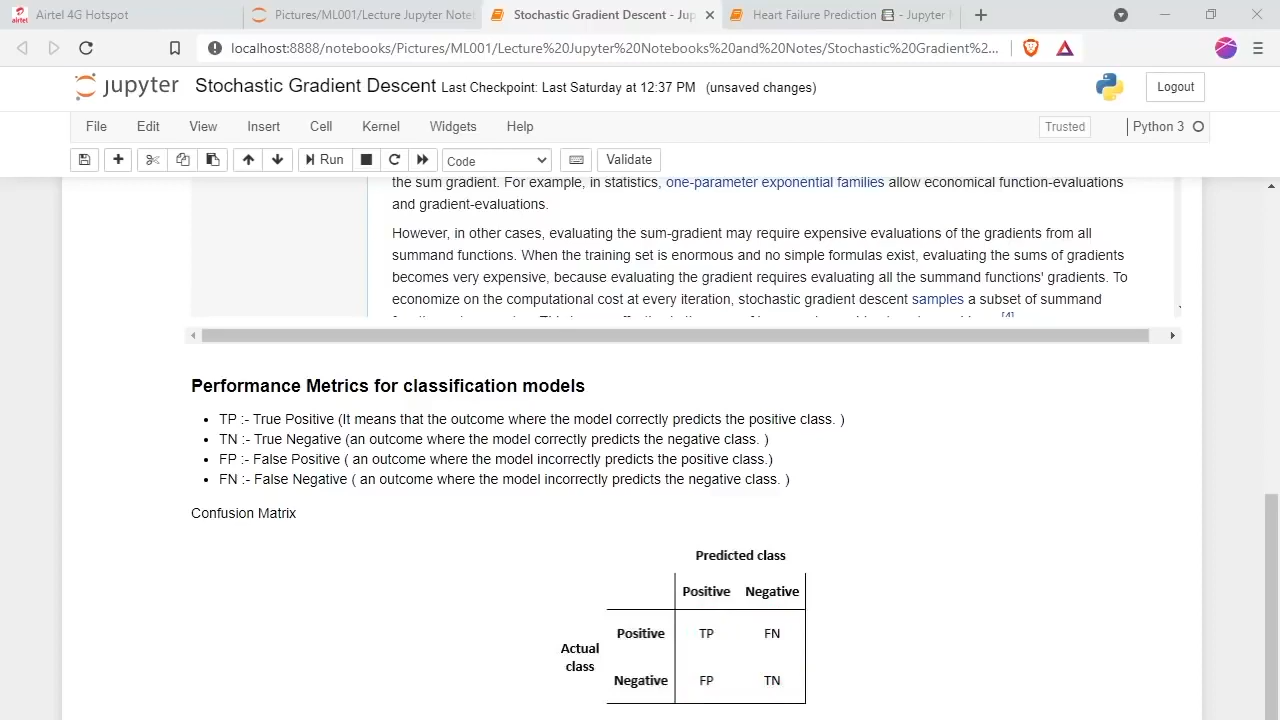 airtel
Airtel 4G Hotspot
Pictures/ML001/Lecture Jupyter Note
Stochastic Gradient Descent - Jup
Heart Failure Prediction
- Jupyter
localhost:8888/notebooks/Pictures/ML001/Lecture%20Jupyter%20Notebooks%20and%20Notes/Stochastic%20Gradient%2...
jupyter
Stochastic Gradient Descent Last Checkpoint: Last Saturday at 12:37 PM (unsaved changes)
Logout
File Edit View Insert Cell Kernel Widgets Help
Trusted
Python 3
Run
Code
Validate
the sum gradient. For example, in statistics, one-parameter exponential families allow economical function-evaluations
and gradient-evaluations.
However, in other cases, evaluating the sum-gradient may require expensive evaluations of the gradients from all
summand functions. When the training set is enormous and no simple formulas exist, evaluating the sums of gradients
becomes very expensive, because evaluating the gradient requires evaluating all the summand functions' gradients. To
economize on the computational cost at every iteration, stochastic gradient descent samples a subset of summand
[4]
Performance Metrics for classification models
• TP :- True Positive (It means that the outcome where the model correctly predicts the positive class. )
• TN :- True Negative (an outcome where the model correctly predicts the negative class. )
• FP :- False Positive ( an outcome where the model incorrectly predicts the positive class.)
• FN :- False Negative ( an outcome where the model incorrectly predicts the negative class. )
Confusion Matrix
Predicted class
Positive Negative
Positive TP FN
Actual
class
Negative FP TN